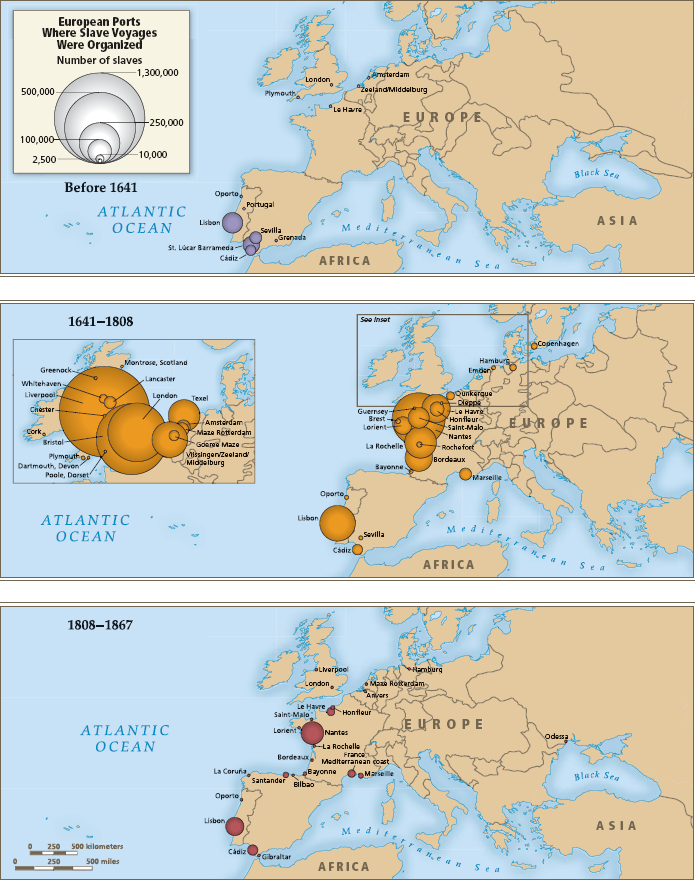 European Ports
Where Slave Voyages
Were Organized
Number of slaves
1,300,000
500,000
250,000
100,000
10,000
2,500
Before 1641
London
Amsterdam
Zeeland/Middelburg
Plymouth
Le Havre
EUROPE
Black Sea
Oporto
Portugal
ATLANTIC
OCEAN
Lisbon
Sevilla
Grenada
St. Lúcar Barrameda
Cádiz
Mediterranean Sea
AFRICA
ASIA
1641–1808
See Inset
Montrose, Scotland
Greenock
Whitehaven
Lancaster
Liverpool
London
Texel
Chester
Amsterdam
Cork
Maze Rotterdam
Bristol
Goeree Maze
Plymouth
Vlissingen/Zeeland/
Middelburg
Dartmouth, Devon
Poole, Dorset
Copenhagen
Hamburg
Emden
Dunkerque
Dieppe
Guernsey
Le Havre
Brest
Honfleur
Lorient
Saint-Malo
Nantes
La Rochelle
Rochefort
Bordeaux
Bayonne
Marseille
EUROPE
Oporto
ATLANTIC
OCEAN
Lisbon
Sevilla
Cádiz
Mediterranean Sea
AFRICA
1808–1867
Liverpool
Hamburg
London
Maze Rotterdam
Anvers
Le Havre
Saint-Malo
Honfleur
Lorient
Nantes
EUROPE
ATLANTIC
OCEAN
La Rochelle
Odessa
Bordeaux
France,
Mediterranean coast
La Coruña
Bayonne
Marseille
Santander
Bilbao
Black Sea
Oporto
Lisbon
ASIA
Cádiz
Gibraltar
Mediterranean Sea
AFRICA
0 250 500 kilometers
0 250 500 miles